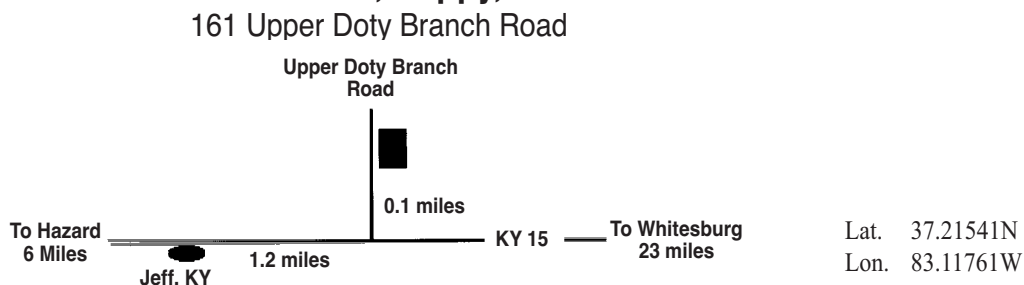 161 Upper Doty Branch Road
Upper Doty Branch
Road
0.1 miles
To Hazard
6 Miles
Jeff, KY
1.2 miles
KY 15
To Whitesburg
23 miles
Lat. 37.21541N
Lon. 83.11761W